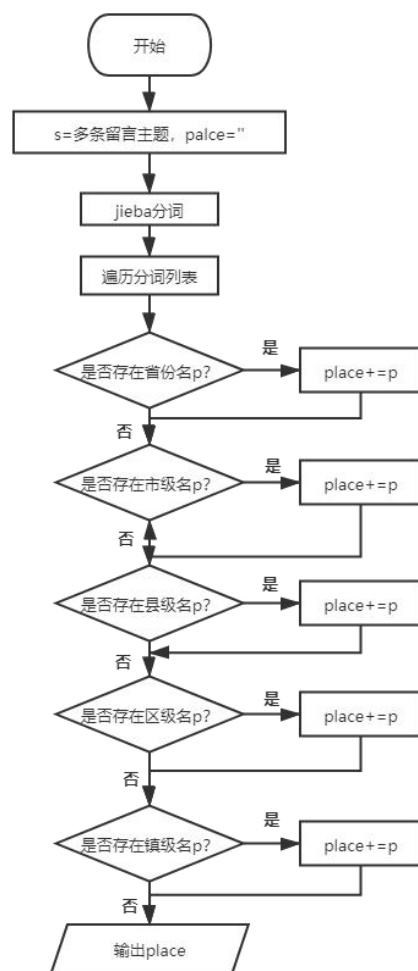 开始
s=多条留言主题，palce=''
jieba分词
遍历分词列表
是否存在省份名p?
是
place+=p
否
是否存在市级名p?
是
place+=p
否
是否存在县级名p?
是
place+=p
否
是否存在区级名p?
是
place+=p
否
是否存在镇级名p?
是
place+=p
否
输出place